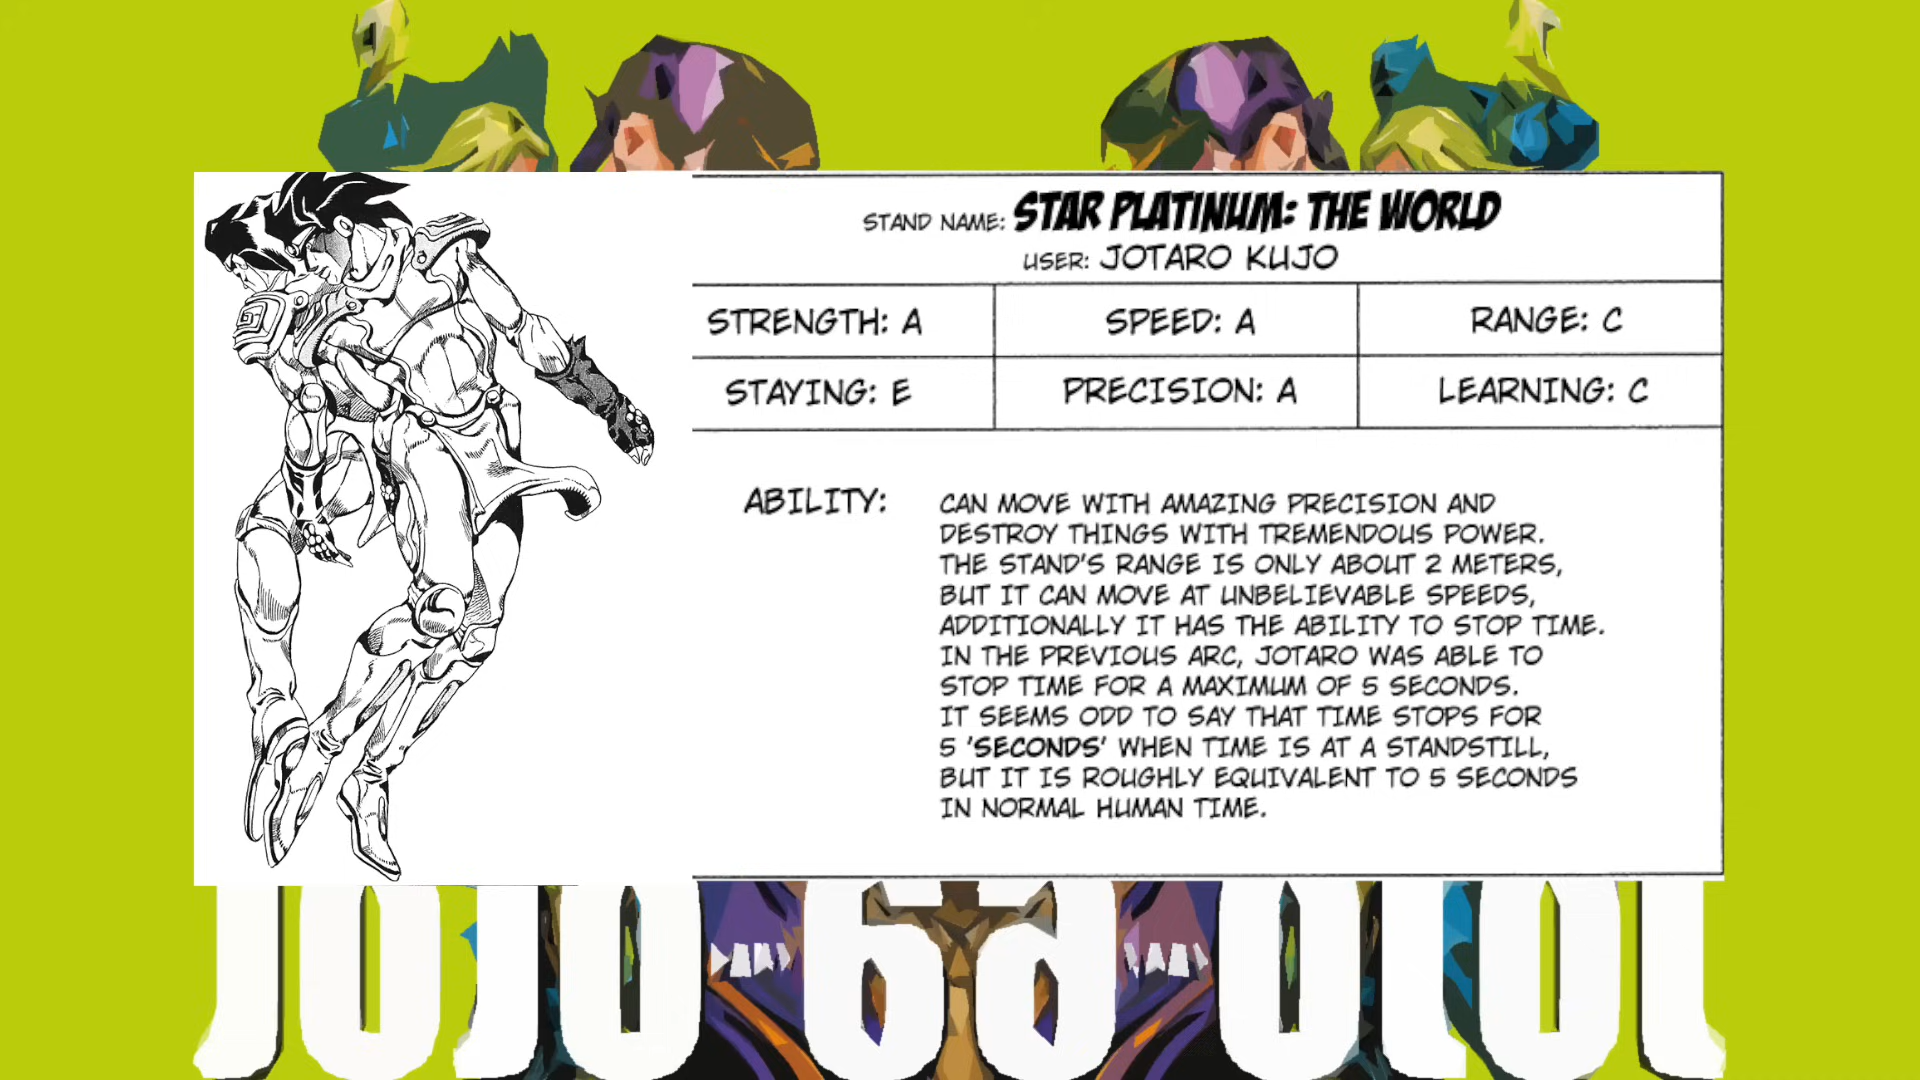 STAND NAME: STAR PLATINUM: THE WORLD
USER: JOTARO KUJO
STRENGTH: A
SPEED: A
RANGE: C
STAYING: E
PRECISION: A
LEARNING: C
ABILITY:
CAN MOVE WITH AMAZING PRECISION AND
DESTROY THINGS WITH TREMENDOUS POWER.
THE STAND'S RANGE IS ONLY ABOUT 2 METERS,
BUT IT CAN MOVE AT UNBELIEVABLE SPEEDS,
ADDITIONALLY IT HAS THE ABILITY TO STOP TIME.
IN THE PREVIOUS ARC, JOTARO WAS ABLE TO
STOP TIME FOR A MAXIMUM OF 5 SECONDS.
IT SEEMS ODD TO SAY THAT TIME STOPS FOR
5 'SECONDS' WHEN TIME IS AT A STANDSTILL,
BUT IT IS ROUGHLY EQUIVALENT TO 5 SECONDS
IN NORMAL HUMAN TIME.